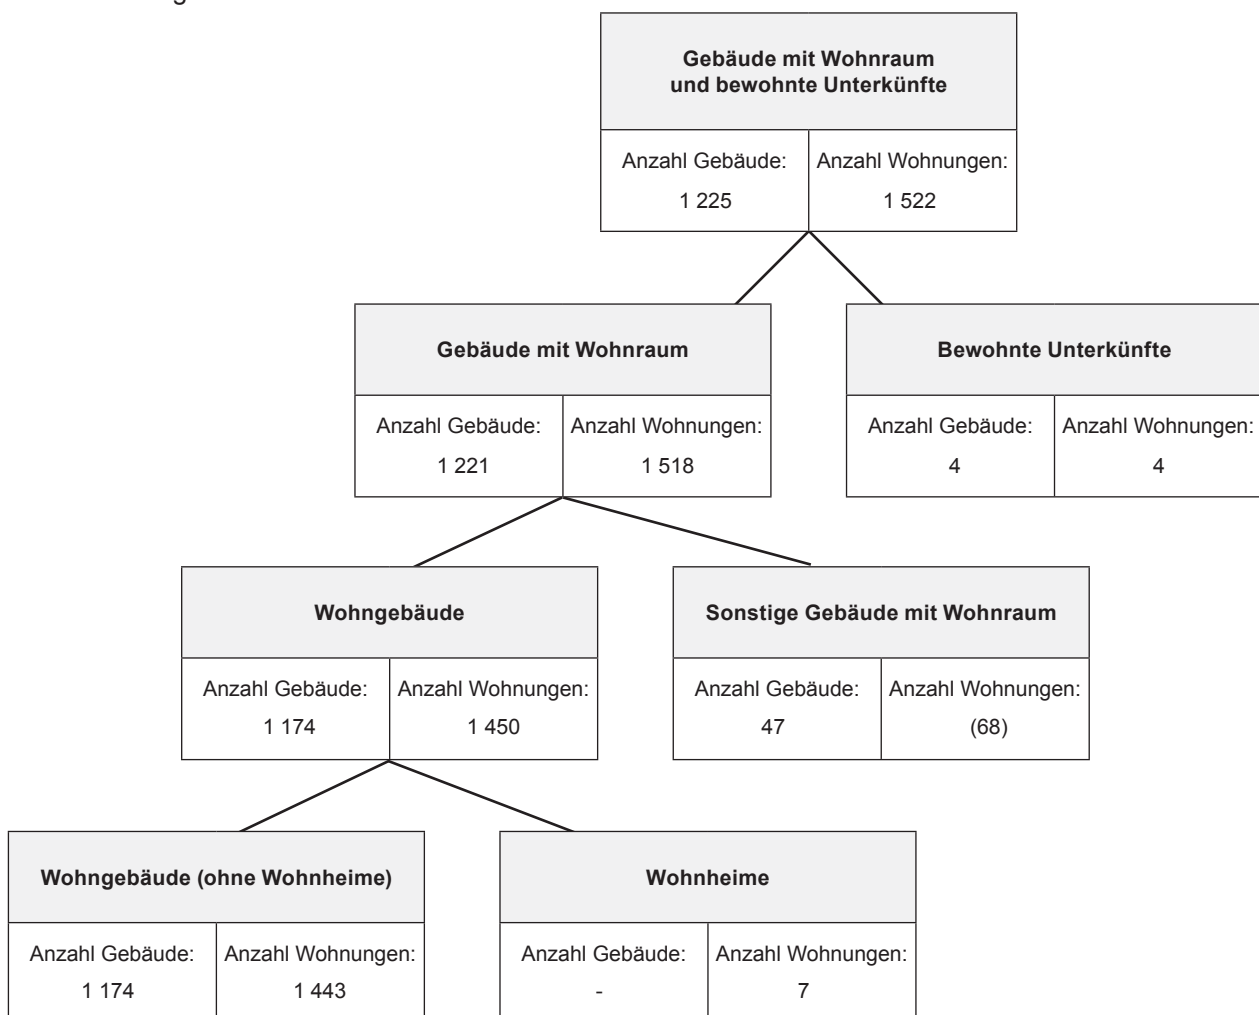 Gebäude mit Wohnraum
und bewohnte Unterkünfte
Anzahl Gebäude: Anzahl Wohnungen:
1 225 1 522
Gebäude mit Wohnraum Bewohnte Unterkünfte
Anzahl Gebäude: Anzahl Wohnungen: Anzahl Gebäude: Anzahl Wohnungen:
1 221 1 518 4 4
Wohngebäude Sonstige Gebäude mit Wohnraum
Anzahl Gebäude: Anzahl Wohnungen: Anzahl Gebäude: Anzahl Wohnungen:
1 174 1 450 47 (68)
Wohngebäude (ohne Wohnheime) Wohnheime
Anzahl Gebäude: Anzahl Wohnungen: Anzahl Gebäude: Anzahl Wohnungen:
1 174 1 443 - 7